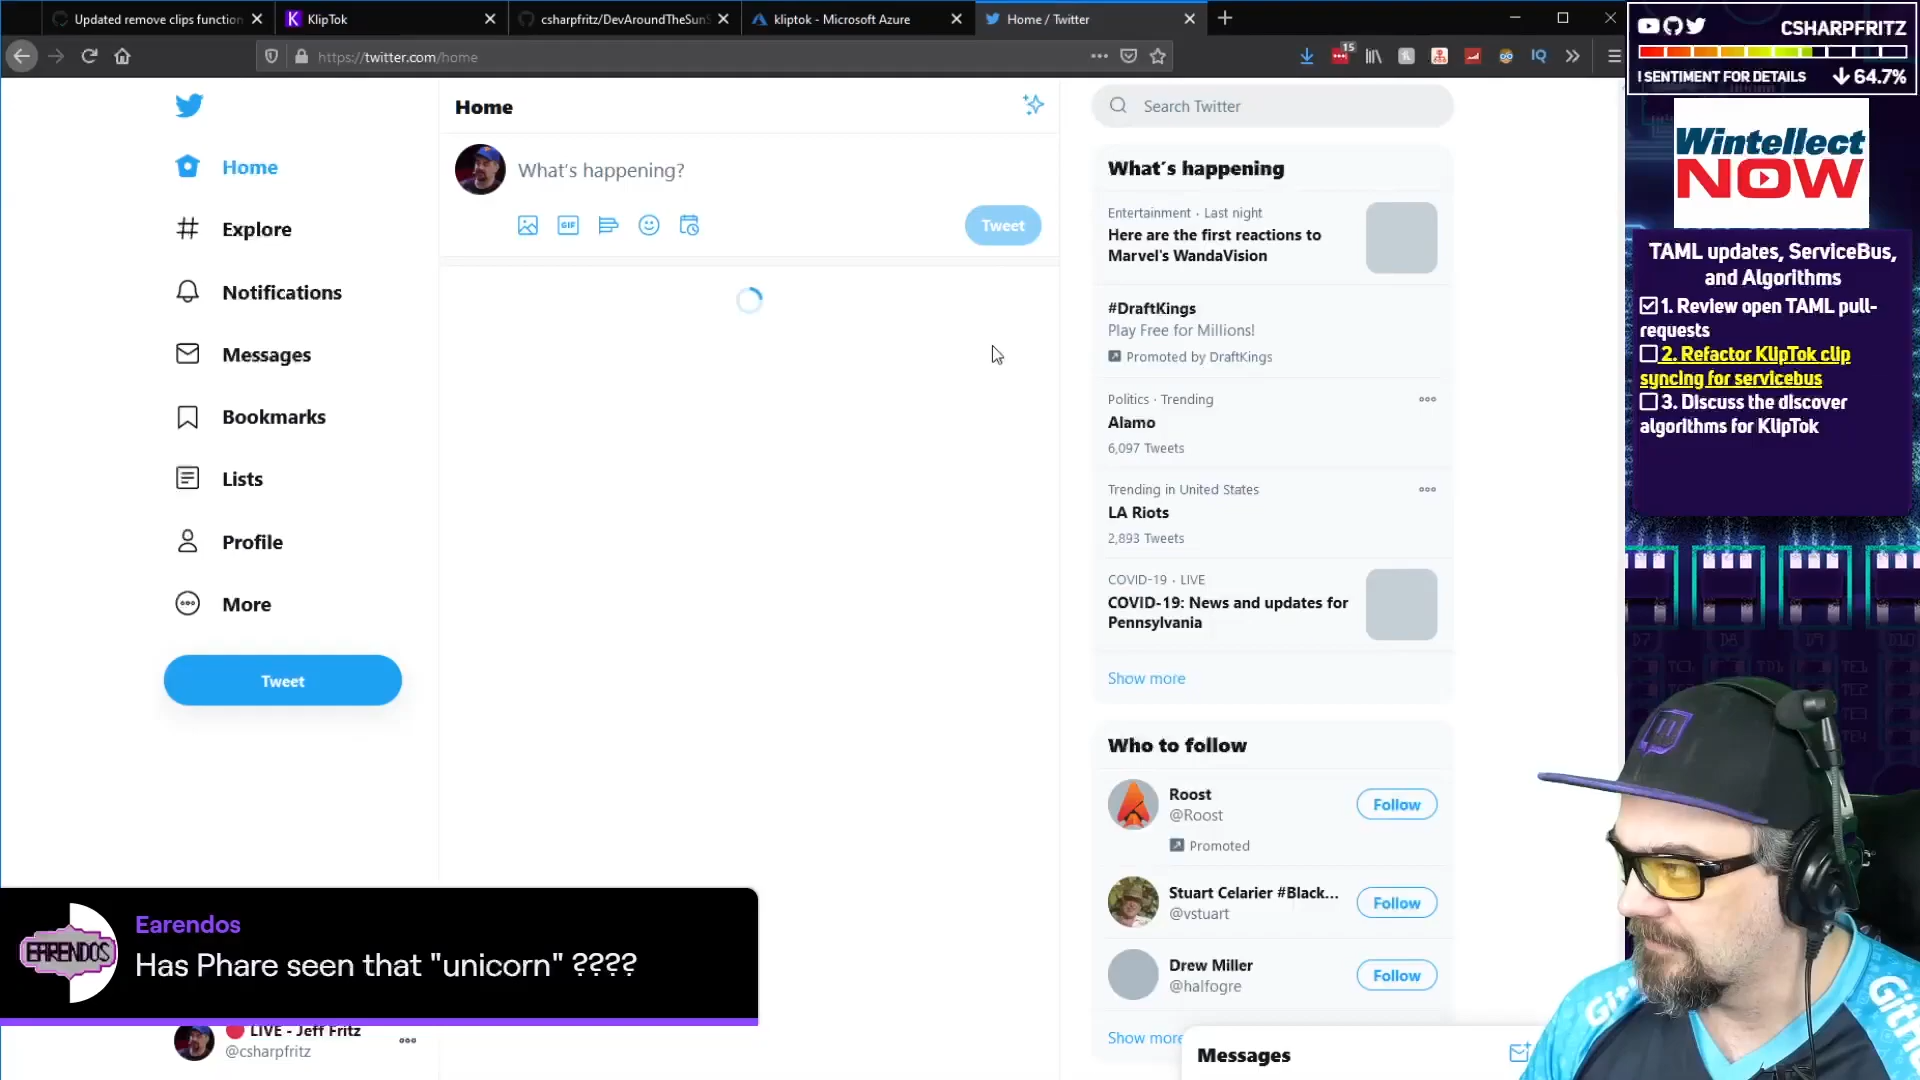 Updated remove clips function
KlipTok
csharpfritz/DevAroundTheSun
kliptok - Microsoft Azure
Home / Twitter
https://twitter.com/home
15
IQ
CSHARPFRITZ
! SENTIMENT FOR DETAILS
64.7%
Wintellect
NOW
TAML updates, ServiceBus,
and Algorithms
1. Review open TAML pull-
requests
2. Refactor KlipTok clip
syncing for servicebus
3. Discuss the discover
algorithms for KlipTok
Home
Explore
Notifications
Messages
Bookmarks
Lists
Profile
More
Tweet
Home
What's happening?
GIF
Tweet
Search Twitter
What's happening
Entertainment · Last night
Here are the first reactions to
Marvel's WandaVision
#DraftKings
Play Free for Millions!
Promoted by DraftKings
Politics · Trending
Alamo
6,097 Tweets
Trending in United States
LA Riots
2,893 Tweets
COVID-19 · LIVE
COVID-19: News and updates for
Pennsylvania
Show more
Who to follow
Roost
@Roost
Promoted
Follow
Stuart Celarier #Black...
@vstuart
Follow
Drew Miller
@halfogre
Follow
Show more
Messages
EARENDOS
Earendos
Has Phare seen that "unicorn" ????
LIVE - Jeff Fritz
@csharpfritz